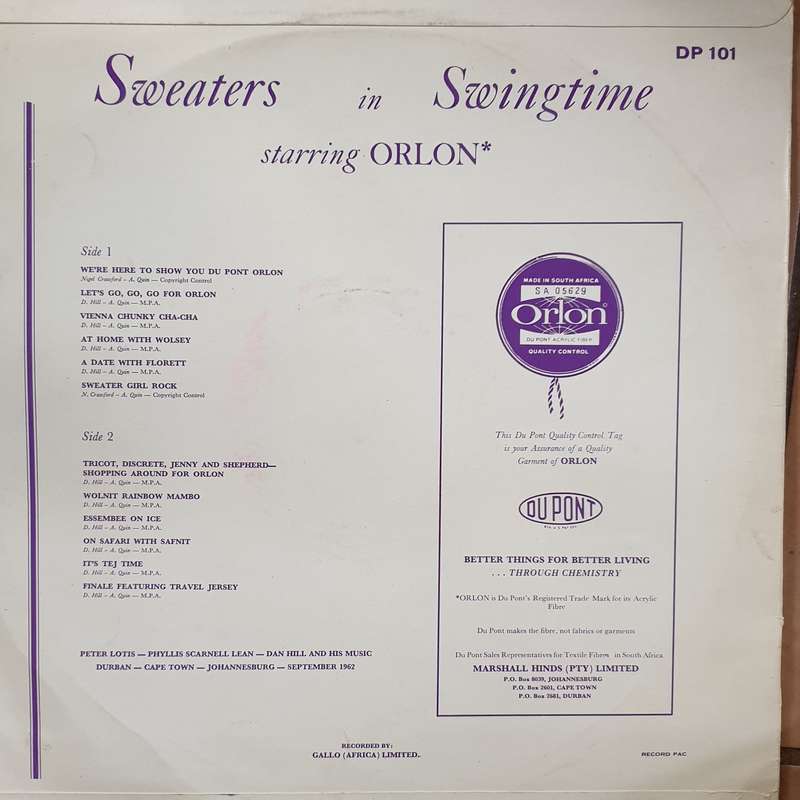 DP 101
Sweaters in Swingtime
starring ORLON*
Side 1
WE'RE HERE TO SHOW YOU DU PONT ORLON
Nigel Crawford – A. Quin — Copyright Control
LET'S GO, GO, GO FOR ORLON
D. Hill – A. Quin — M.P.A.
VIENNA CHUNKY CHA-CHA
D. Hill – A. Quin — M.P.A.
AT HOME WITH WOLSEY
D. Hill – A. Quin — M.P.A.
A DATE WITH FLORETT
D. Hill – A. Quin — M.P.A.
SWEATER GIRL ROCK
N. Crawford – A. Quin — Copyright Control
Side 2
TRICOT, DISCRETE, JENNY AND SHEPHERD—
SHOPPING AROUND FOR ORLON
D. Hill – A. Quin — M.P.A.
WOLNIT RAINBOW MAMBO
D. Hill – A. Quin — M.P.A.
ESSEMBEE ON ICE
D. Hill – A. Quin — M.P.A.
ON SAFARI WITH SAFNIT
D. Hill – A. Quin — M.P.A.
IT'S TEJ TIME
D. Hill – A. Quin — M.P.A.
FINALE FEATURING TRAVEL JERSEY
D. Hill – A. Quin — M.P.A.
PETER LOTIS — PHYLLIS SCARNELL LEAN — DAN HILL AND HIS MUSIC
DURBAN — CAPE TOWN — JOHANNESBURG — SEPTEMBER 1962
MADE IN SOUTH AFRICA
SA 05629
Orlon
DU PONT ACRYLIC FIBER
QUALITY CONTROL
This Du Pont Quality Control Tag
is your Assurance of a Quality
Garment of ORLON
DU PONT
BETTER THINGS FOR BETTER LIVING
. . . THROUGH CHEMISTRY
*ORLON is Du Pont's Registered Trade Mark for its Acrylic
Fibre
Du Pont makes the fibre, not fabrics or garments
Du Pont Sales Representatives for Textile Fibres in South Africa
MARSHALL HINDS (PTY) LIMITED
P.O. Box 8039, JOHANNESBURG
P.O. Box 2601, CAPE TOWN
P.O. Box 2681, DURBAN
RECORDED BY:
GALLO (AFRICA) LIMITED.
RECORD PAC